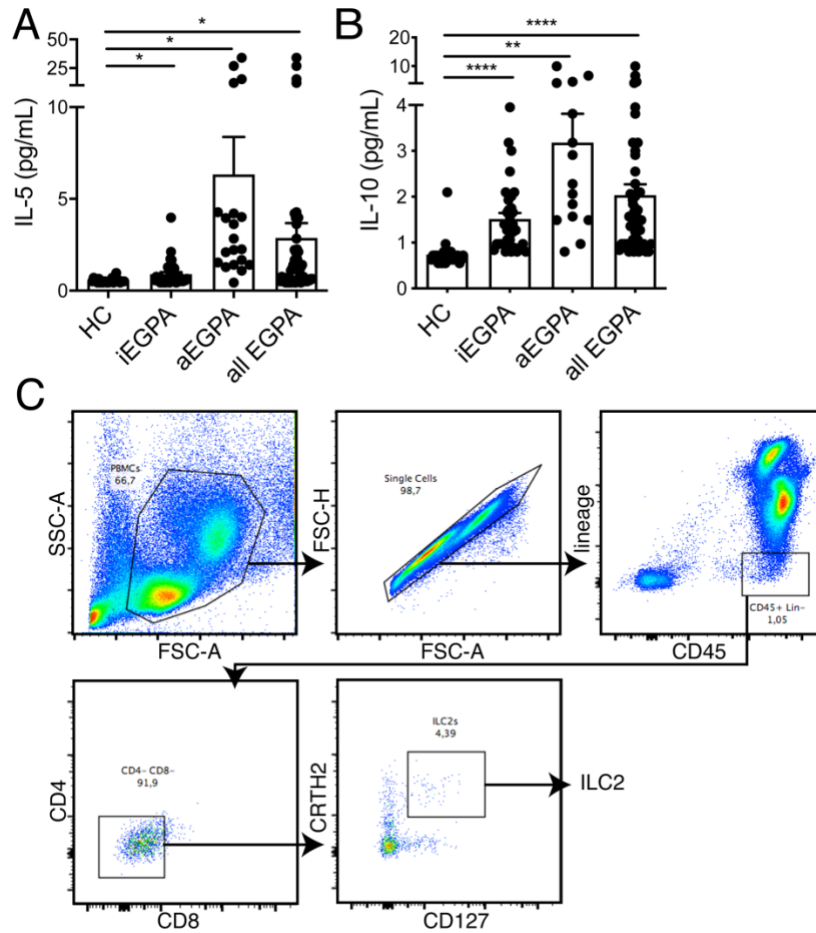 A
IL-5 (pg/mL)
50
25
10
5
0
*
*
*
HC
iEGPA
aEGPA
all EGPA
B
IL-10 (pg/mL)
20
10
4
3
2
1
0
****
**
****
HC
iEGPA
aEGPA
all EGPA
C
SSC-A
PBMCs
66,7
FSC-A
FSC-H
Single Cells
98,7
FSC-A
lineage
CD45+ Lin-
1,05
CD45
CD4
CD4- CD8-
91,9
CD8
CRTH2
ILC2s
4,39
CD127
ILC2